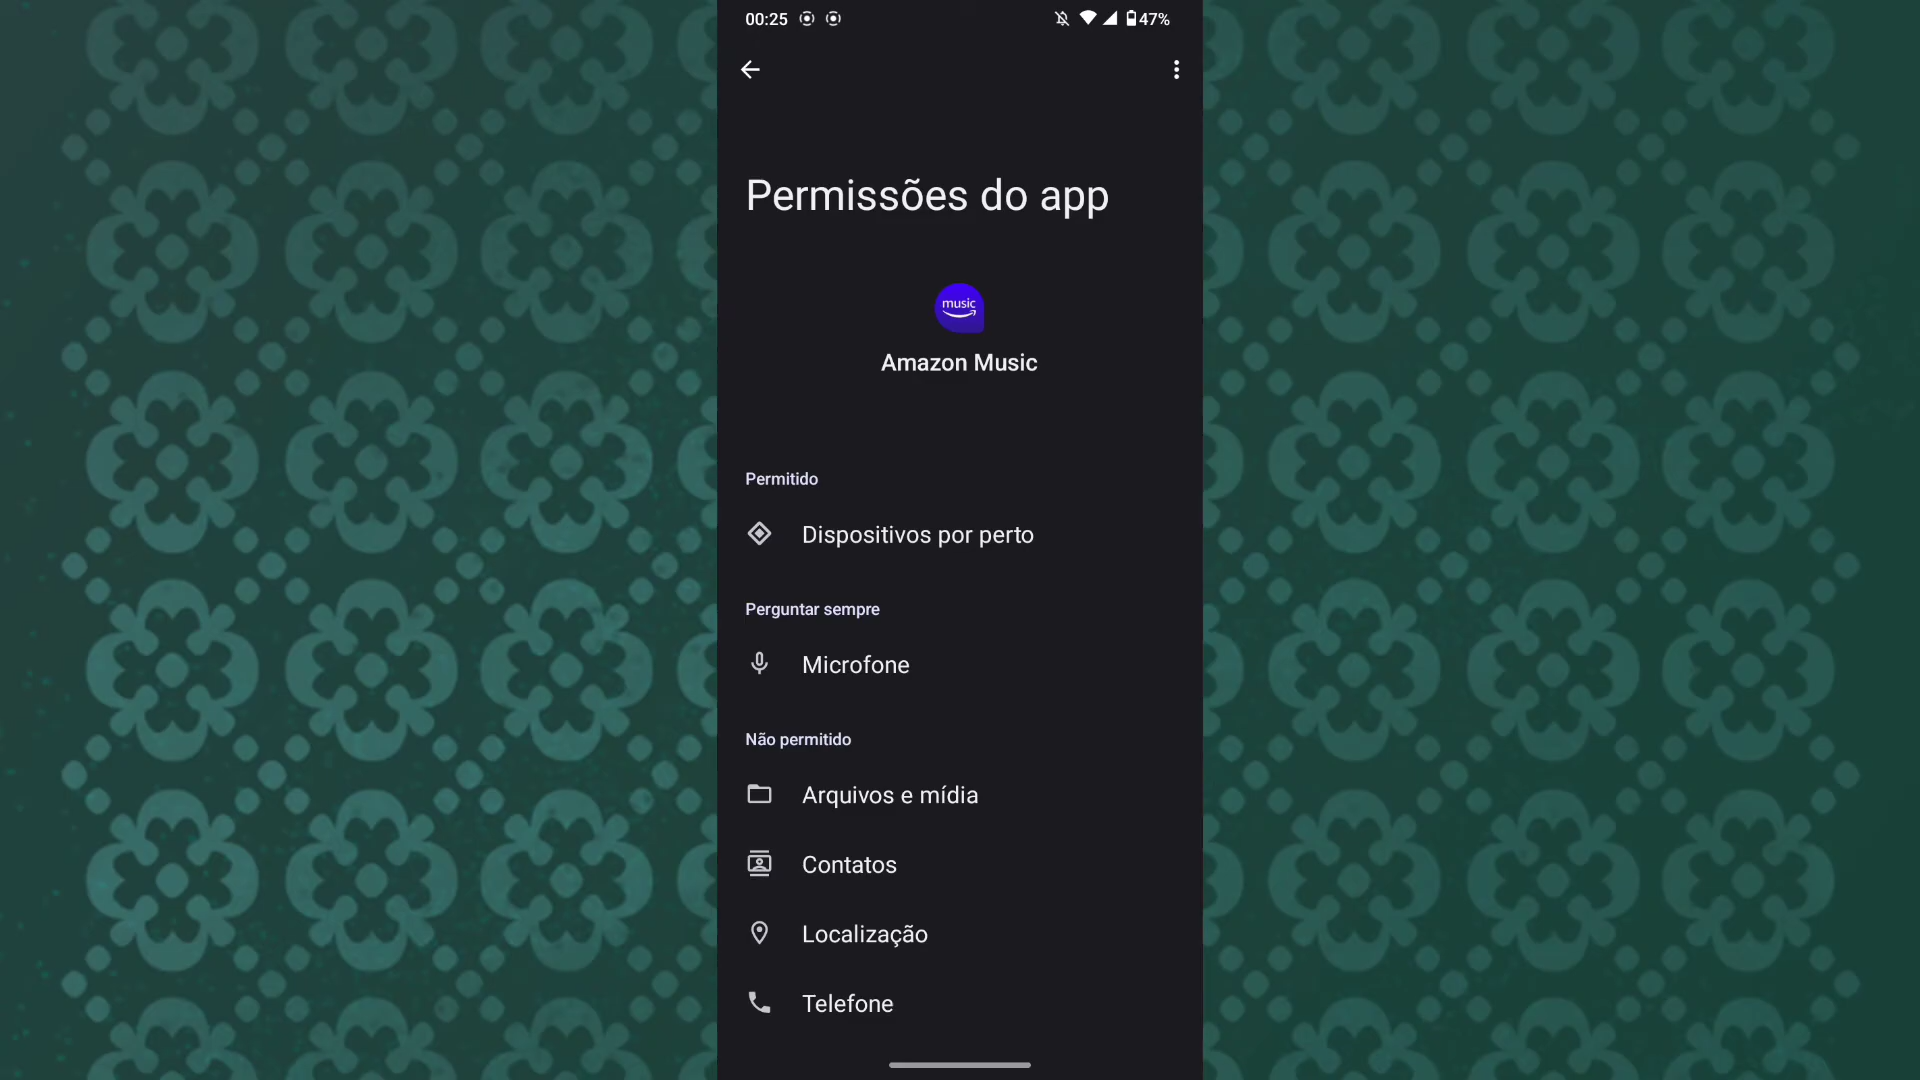 00:25 47%
Permissões do app
music
Amazon Music
Permitido
Dispositivos por perto
Perguntar sempre
Microfone
Não permitido
Arquivos e mídia
Contatos
Localização
Telefone